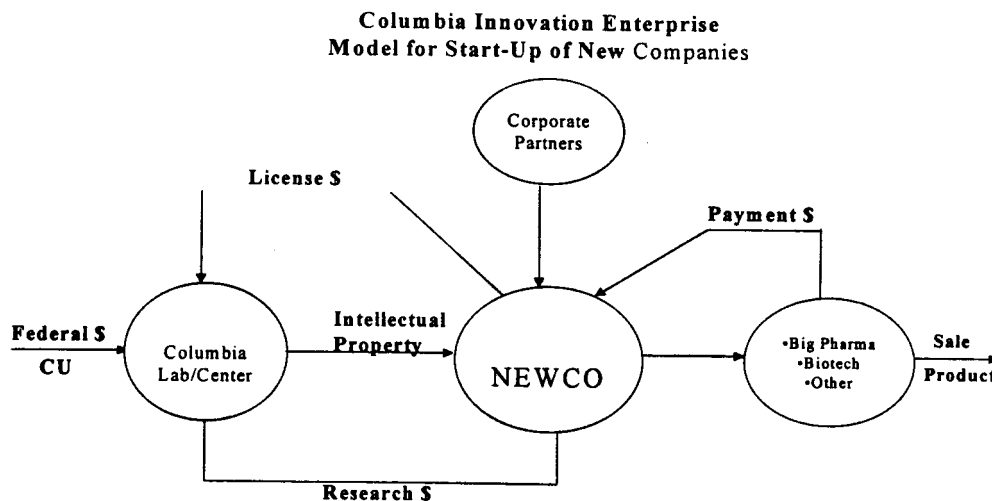 Columbia Innovation Enterprise
Model for Start-Up of New Companies
Corporate
Partners
License $
Payment $
Federal $
CU
Columbia
Lab/Center
Intellectual
Property
NEWCO
•Big Pharma
•Biotech
•Other
Sale
Product
Research $